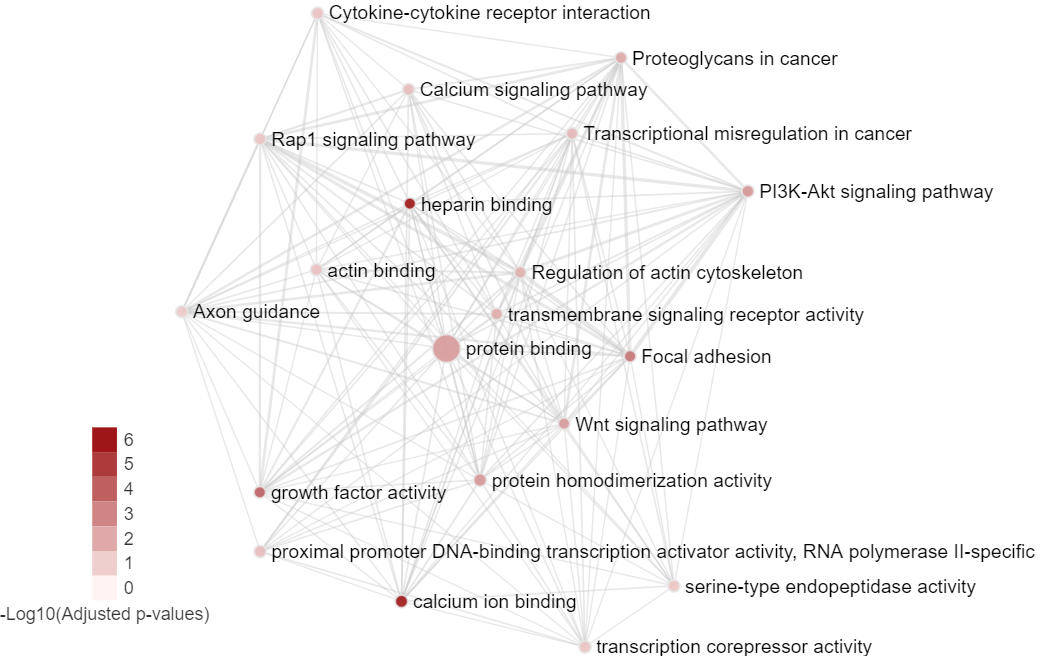 Cytokine-cytokine receptor interaction
Proteoglycans in cancer
Calcium signaling pathway
Transcriptional misregulation in cancer
Rap1 signaling pathway
PI3K-Akt signaling pathway
heparin binding
actin binding
Regulation of actin cytoskeleton
Axon guidance
transmembrane signaling receptor activity
protein binding
Focal adhesion
Wnt signaling pathway
6
5
4
3
2
1
0
-Log10(Adjusted p-values)
protein homodimerization activity
growth factor activity
proximal promoter DNA-binding transcription activator activity, RNA polymerase II-specific
serine-type endopeptidase activity
calcium ion binding
transcription corepressor activity